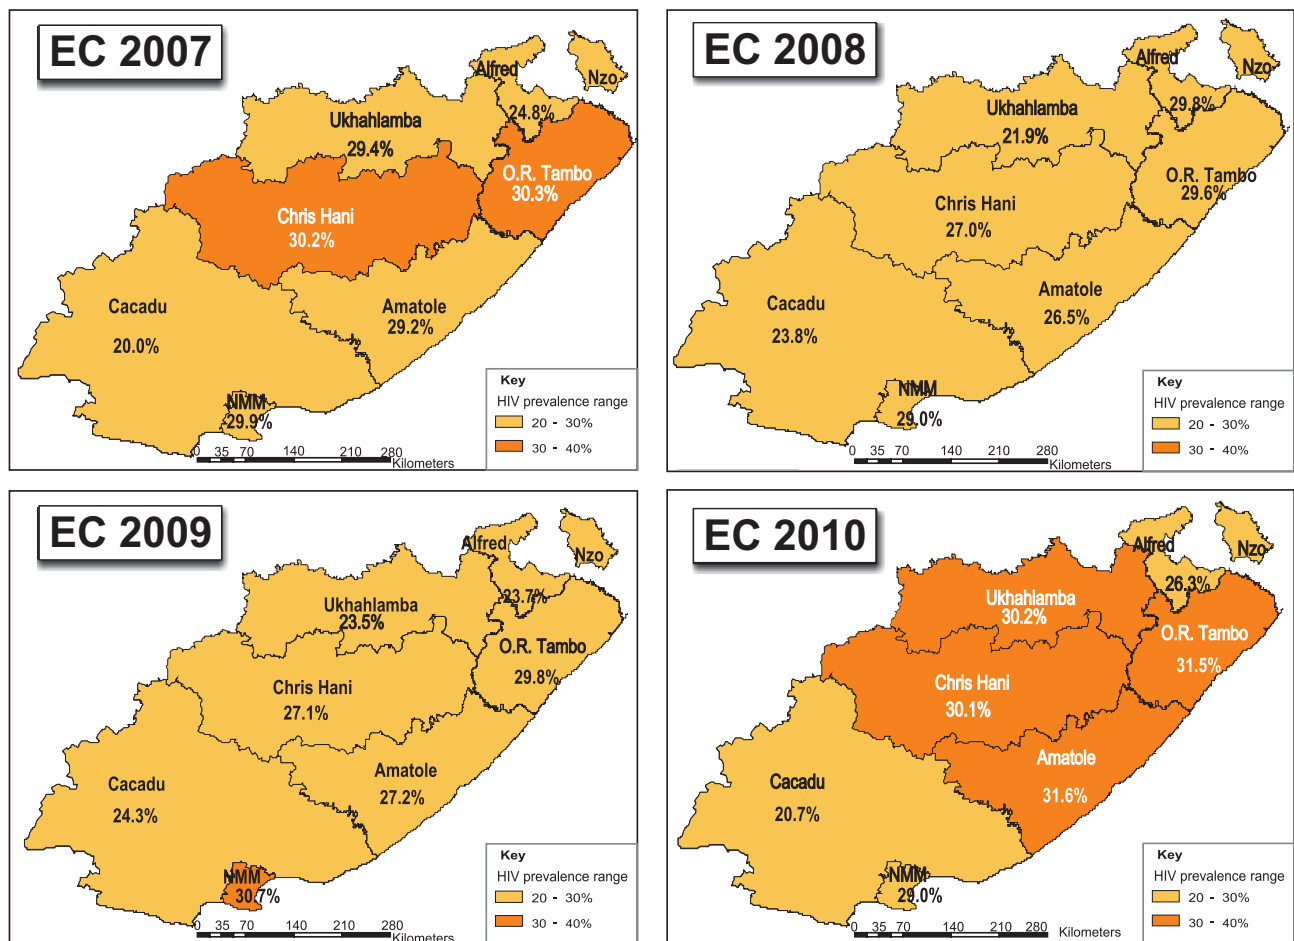 EC 2007
Alfred
Nzo
24.8%
Ukhahlamba
29.4%
O.R. Tambo
30.3%
Chris Hani
30.2%
Cacadu
20.0%
Amatole
29.2%
NMM
29.9%
Key
HIV prevalence range
20 - 30%
30 - 40%
0 35 70 140 210 280
Kilometers
EC 2008
Alfred
Nzo
29.8%
Ukhahlamba
21.9%
O.R. Tambo
29.6%
Chris Hani
27.0%
Amatole
26.5%
Cacadu
23.8%
NMM
29.0%
Key
HIV prevalence range
20 - 30%
30 - 40%
0 35 70 140 210 280
Kilometers
EC 2009
Alfred
Nzo
23.7%
Ukhahlamba
23.5%
O.R. Tambo
29.8%
Chris Hani
27.1%
Amatole
27.2%
Cacadu
24.3%
NMM
30.7%
Key
HIV prevalence range
20 - 30%
30 - 40%
0 35 70 140 210 280
Kilometers
EC 2010
Alfred
Nzo
26.3%
Ukhahlamba
30.2%
O.R. Tambo
31.5%
Chris Hani
30.1%
Amatole
31.6%
Cacadu
20.7%
NMM
29.0%
Key
HIV prevalence range
20 - 30%
30 - 40%
0 35 70 140 210 280
Kilometers